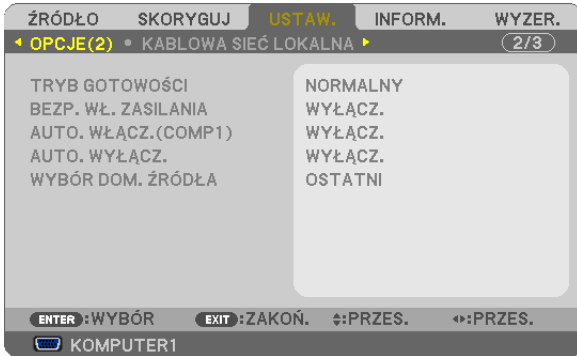 ŹRÓDŁO SKORYGUJ USTAW. INFORM. WYZER.
OPCJE(2) • KABLOWA SIEĆ LOKALNA 2/3
TRYB GOTOWOŚCI NORMALNY
BEZP. WŁ. ZASILANIA WYŁĄCZ.
AUTO. WŁĄCZ.(COMP1) WYŁĄCZ.
AUTO. WYŁĄCZ. WYŁĄCZ.
WYBÓR DOM. ŹRÓDŁA OSTATNI
ENTER :WYBÓR EXIT :ZAKOŃ. :PRZES. :PRZES.
KOMPUTER1